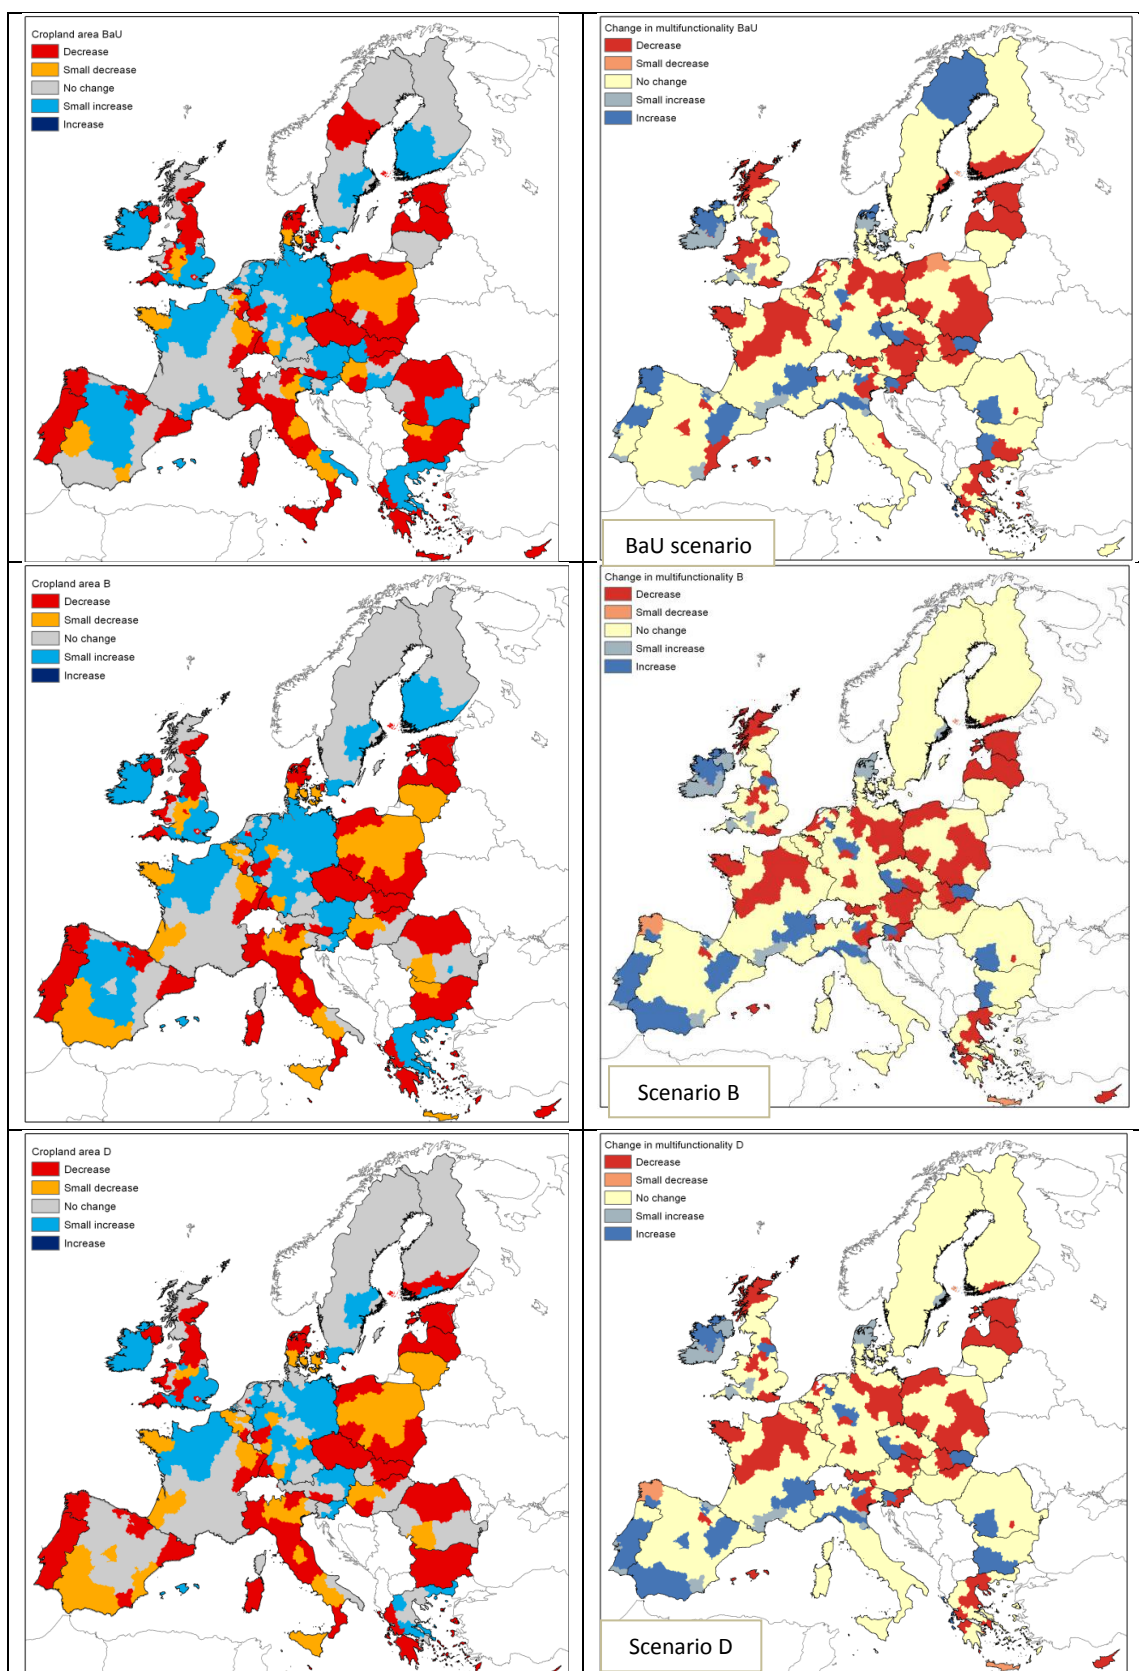 Cropland area BaU
Decrease
Small decrease
No change
Small increase
Increase
Change in multifunctionality BaU
Decrease
Small decrease
No change
Small increase
Increase
BaU scenario
Cropland area B
Decrease
Small decrease
No change
Small increase
Increase
Change in multifunctionality B
Decrease
Small decrease
No change
Small increase
Increase
Scenario B
Cropland area D
Decrease
Small decrease
No change
Small increase
Increase
Change in multifunctionality D
Decrease
Small decrease
No change
Small increase
Increase
Scenario D